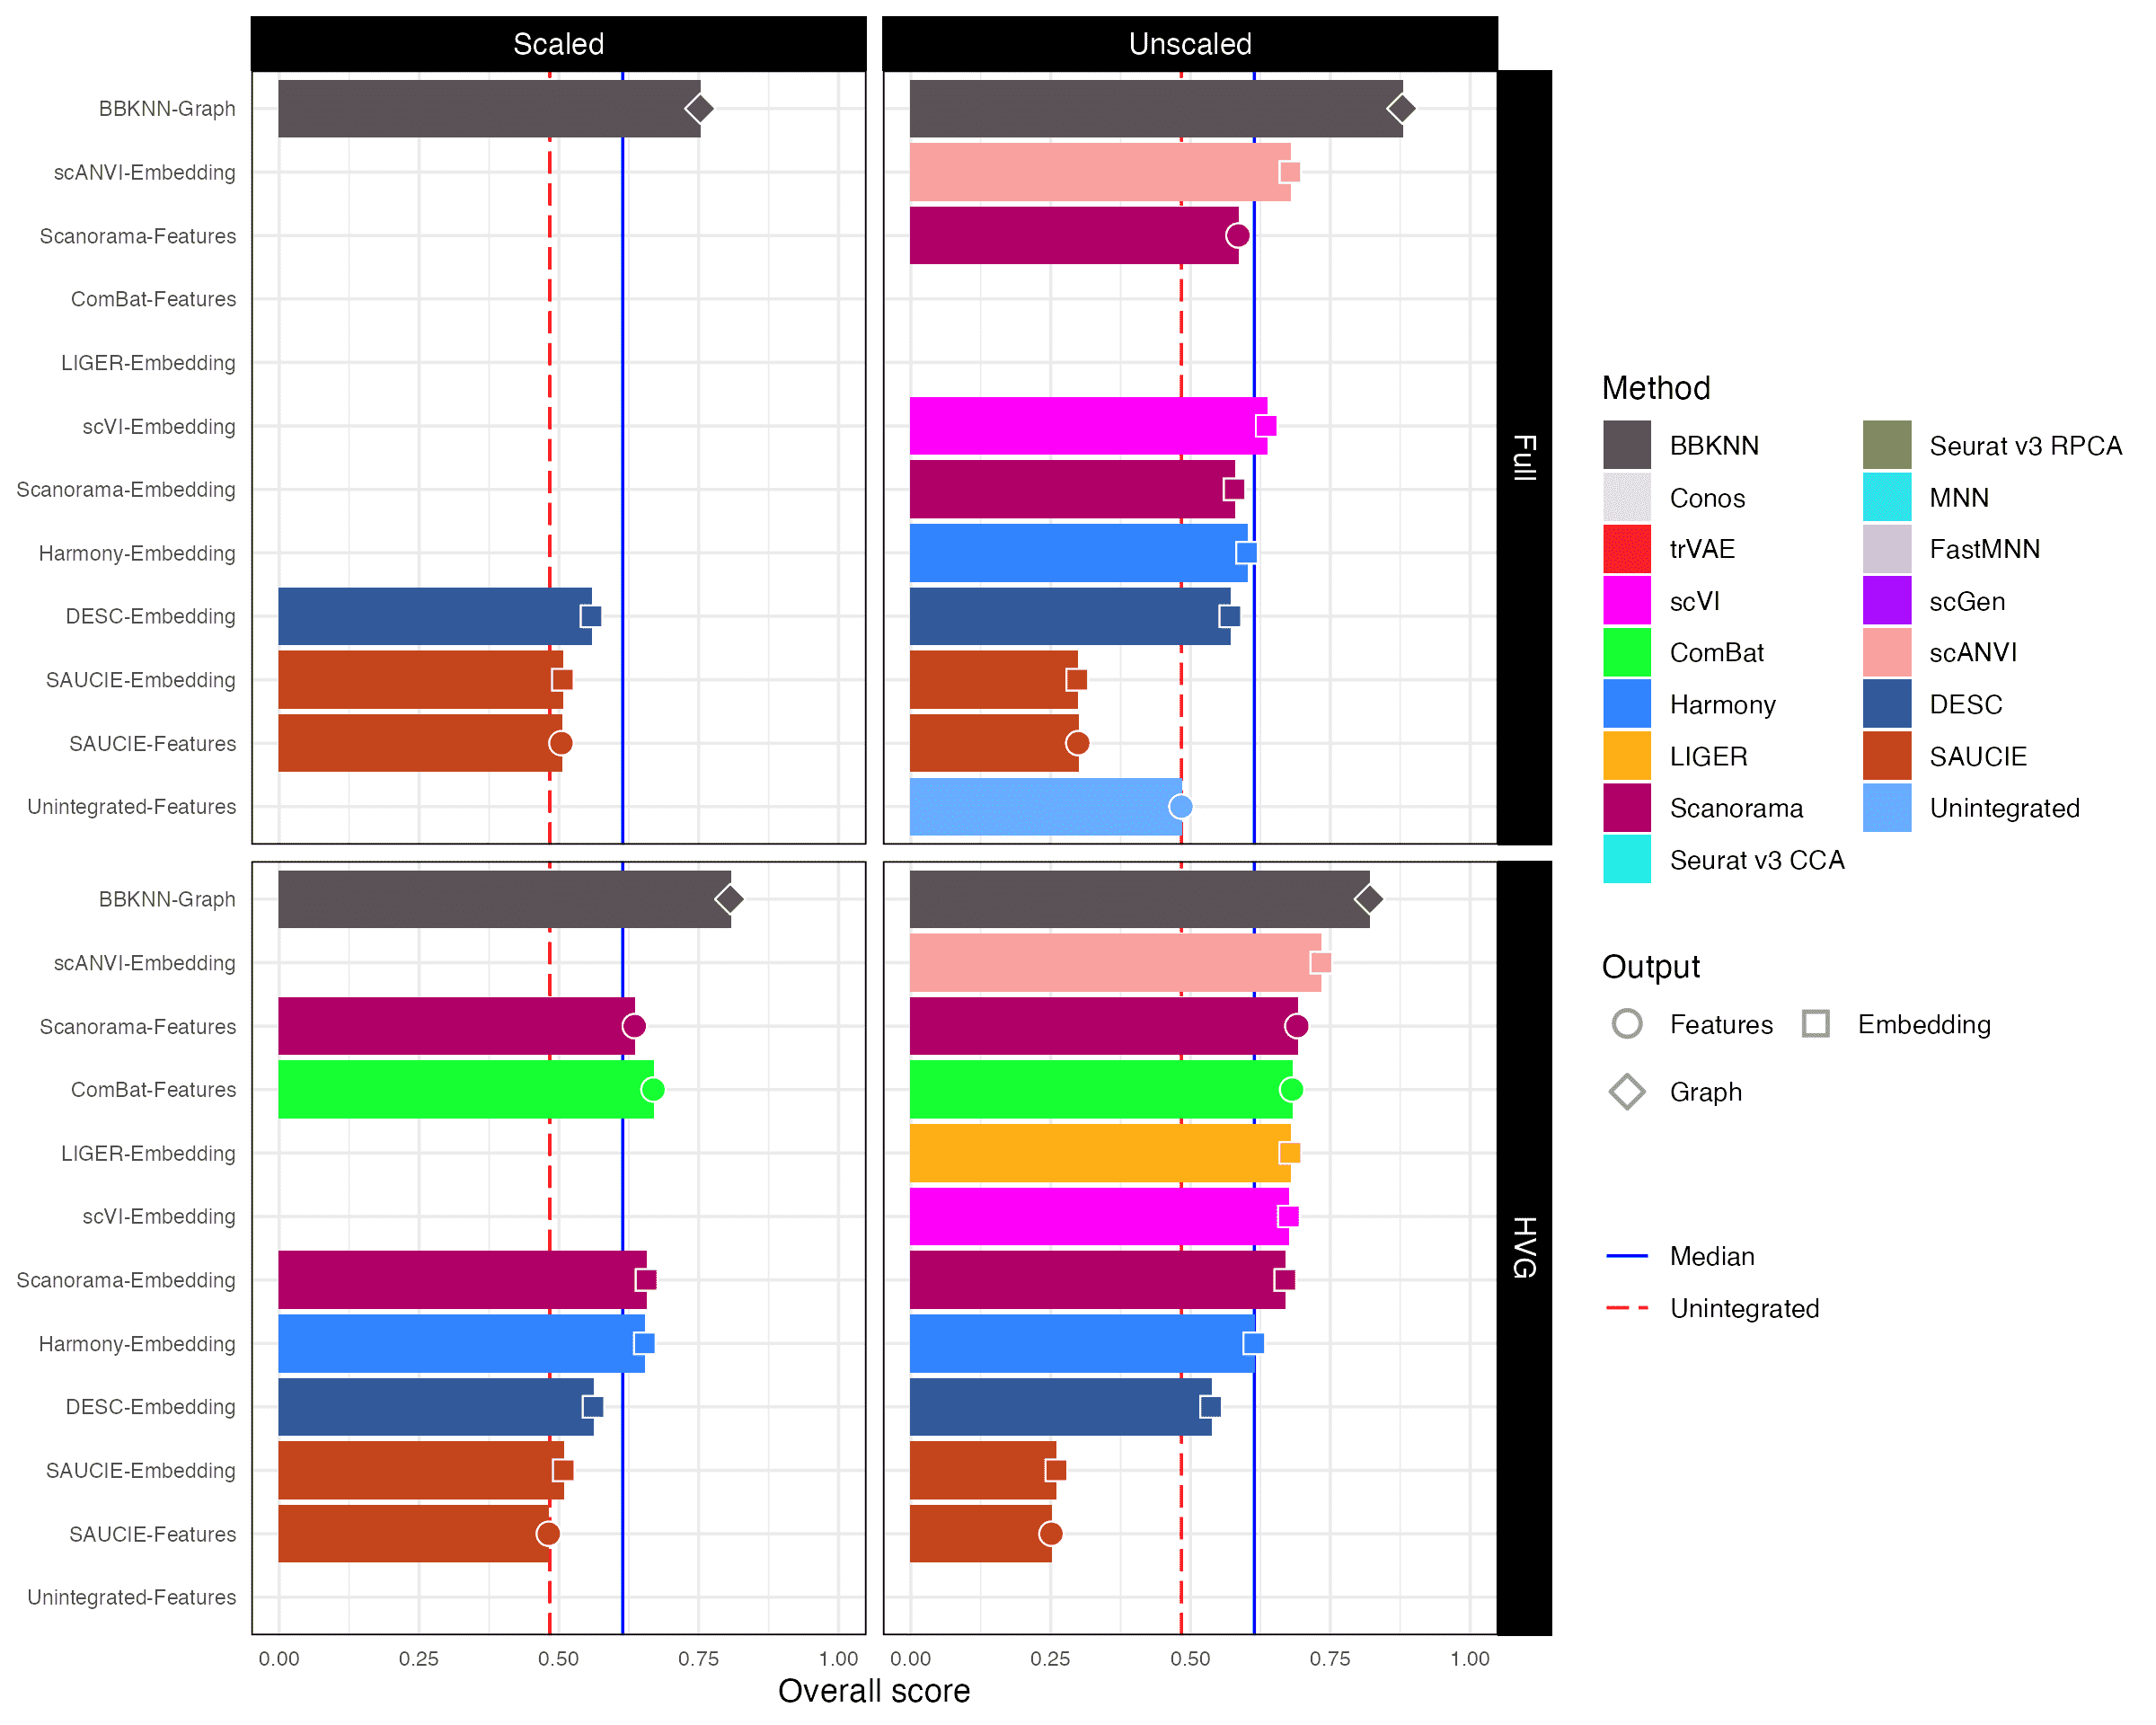 Scaled
Unscaled
BBKNN-Graph
scANVI-Embedding
Scanorama-Features
ComBat-Features
LIGER-Embedding
scVI-Embedding
Scanorama-Embedding
Harmony-Embedding
DESC-Embedding
SAUCIE-Embedding
SAUCIE-Features
Unintegrated-Features
Full
BBKNN-Graph
scANVI-Embedding
Scanorama-Features
ComBat-Features
LIGER-Embedding
scVI-Embedding
Scanorama-Embedding
Harmony-Embedding
DESC-Embedding
SAUCIE-Embedding
SAUCIE-Features
Unintegrated-Features
HVG
0.00 0.25 0.50 0.75 1.00
0.00 0.25 0.50 0.75 1.00
Overall score
Method
BBKNN
Conos
trVAE
scVI
ComBat
Harmony
LIGER
Scanorama
Seurat v3 CCA
Seurat v3 RPCA
MNN
FastMNN
scGen
scANVI
DESC
SAUCIE
Unintegrated
Output
Features
Embedding
Graph
Median
Unintegrated